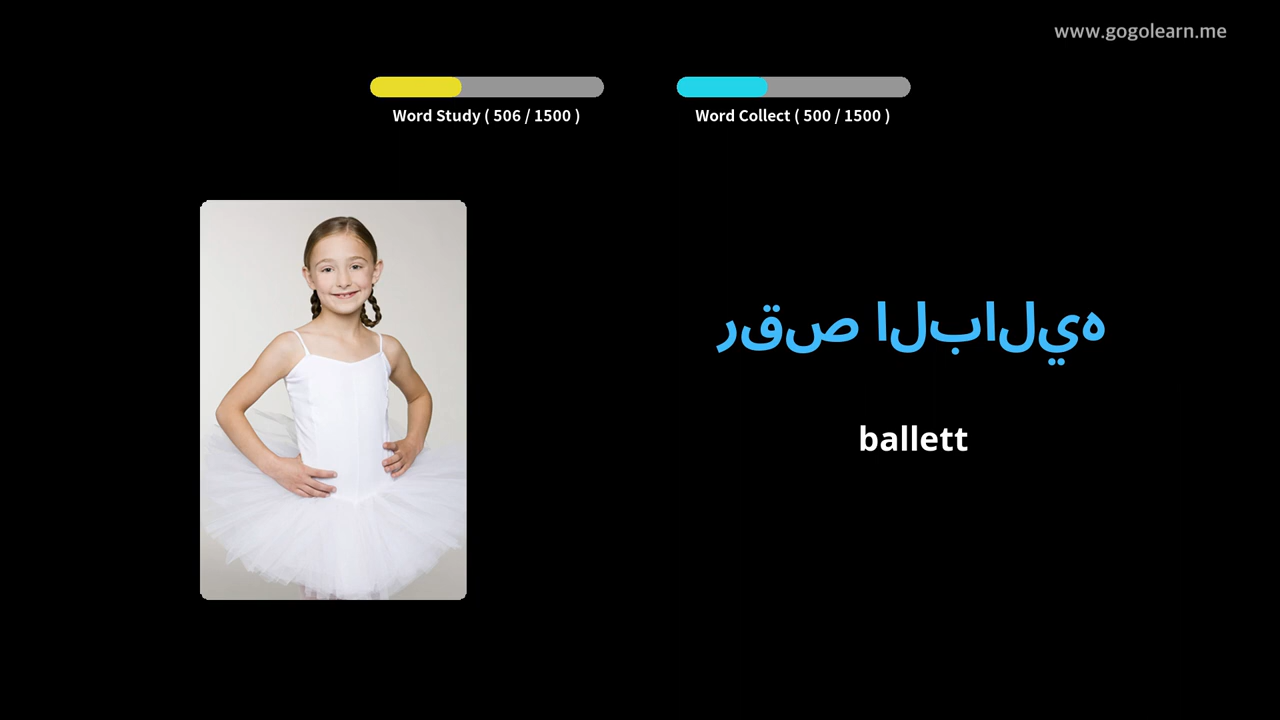 www.gogolearn.me
Word Study ( 506 / 1500 )
Word Collect ( 500 / 1500 )
رقص الباليه
ballett